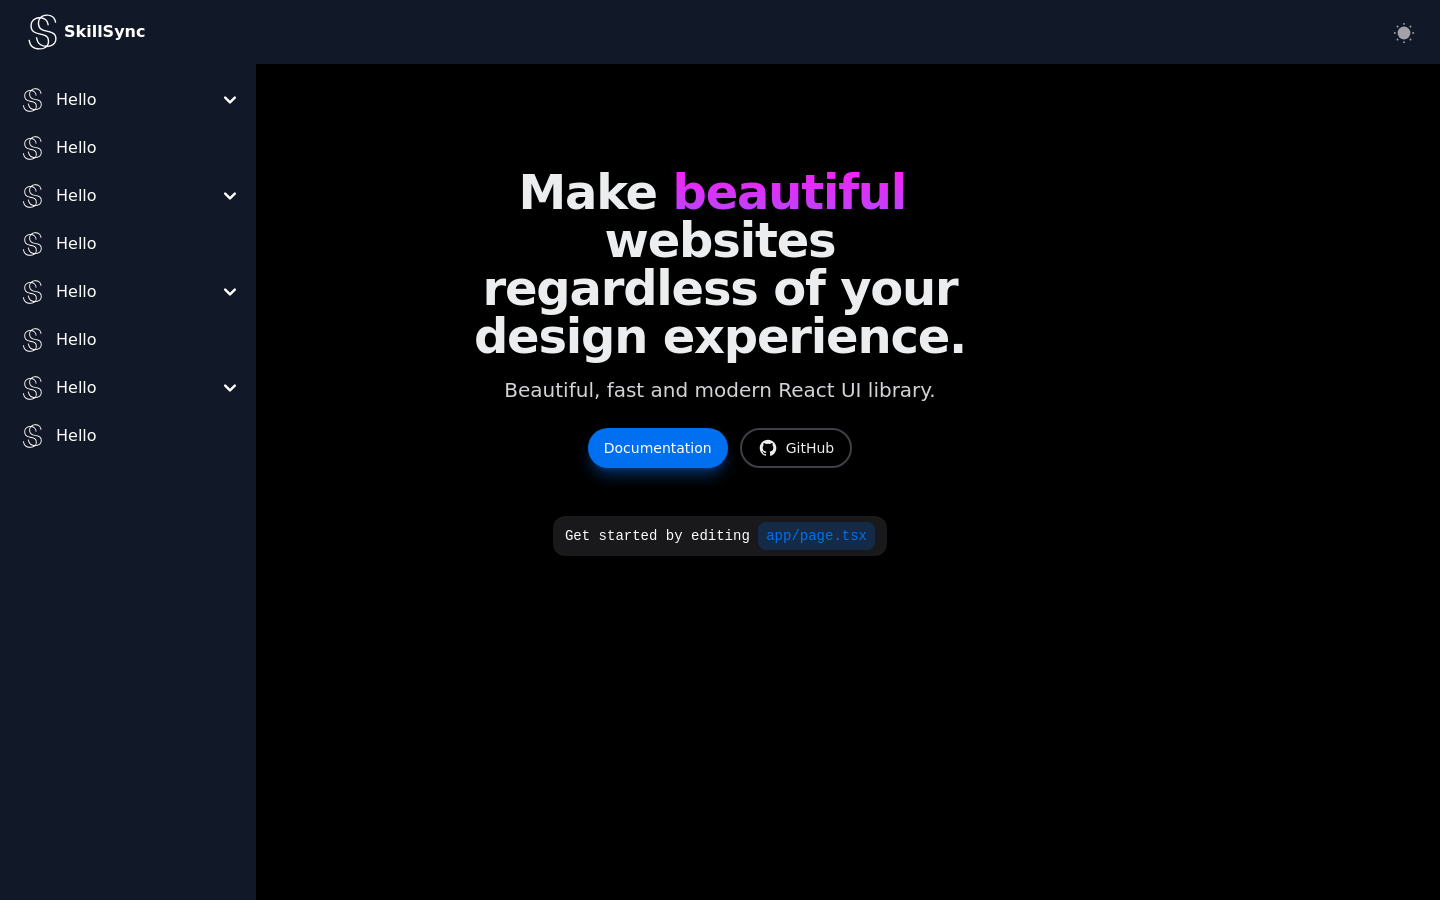 SkillSync
Hello
Hello
Hello
Hello
Hello
Hello
Hello
Hello
Make beautiful
websites
regardless of your
design experience.
Beautiful, fast and modern React UI library.
Documentation
GitHub
Get started by editing app/page.tsx